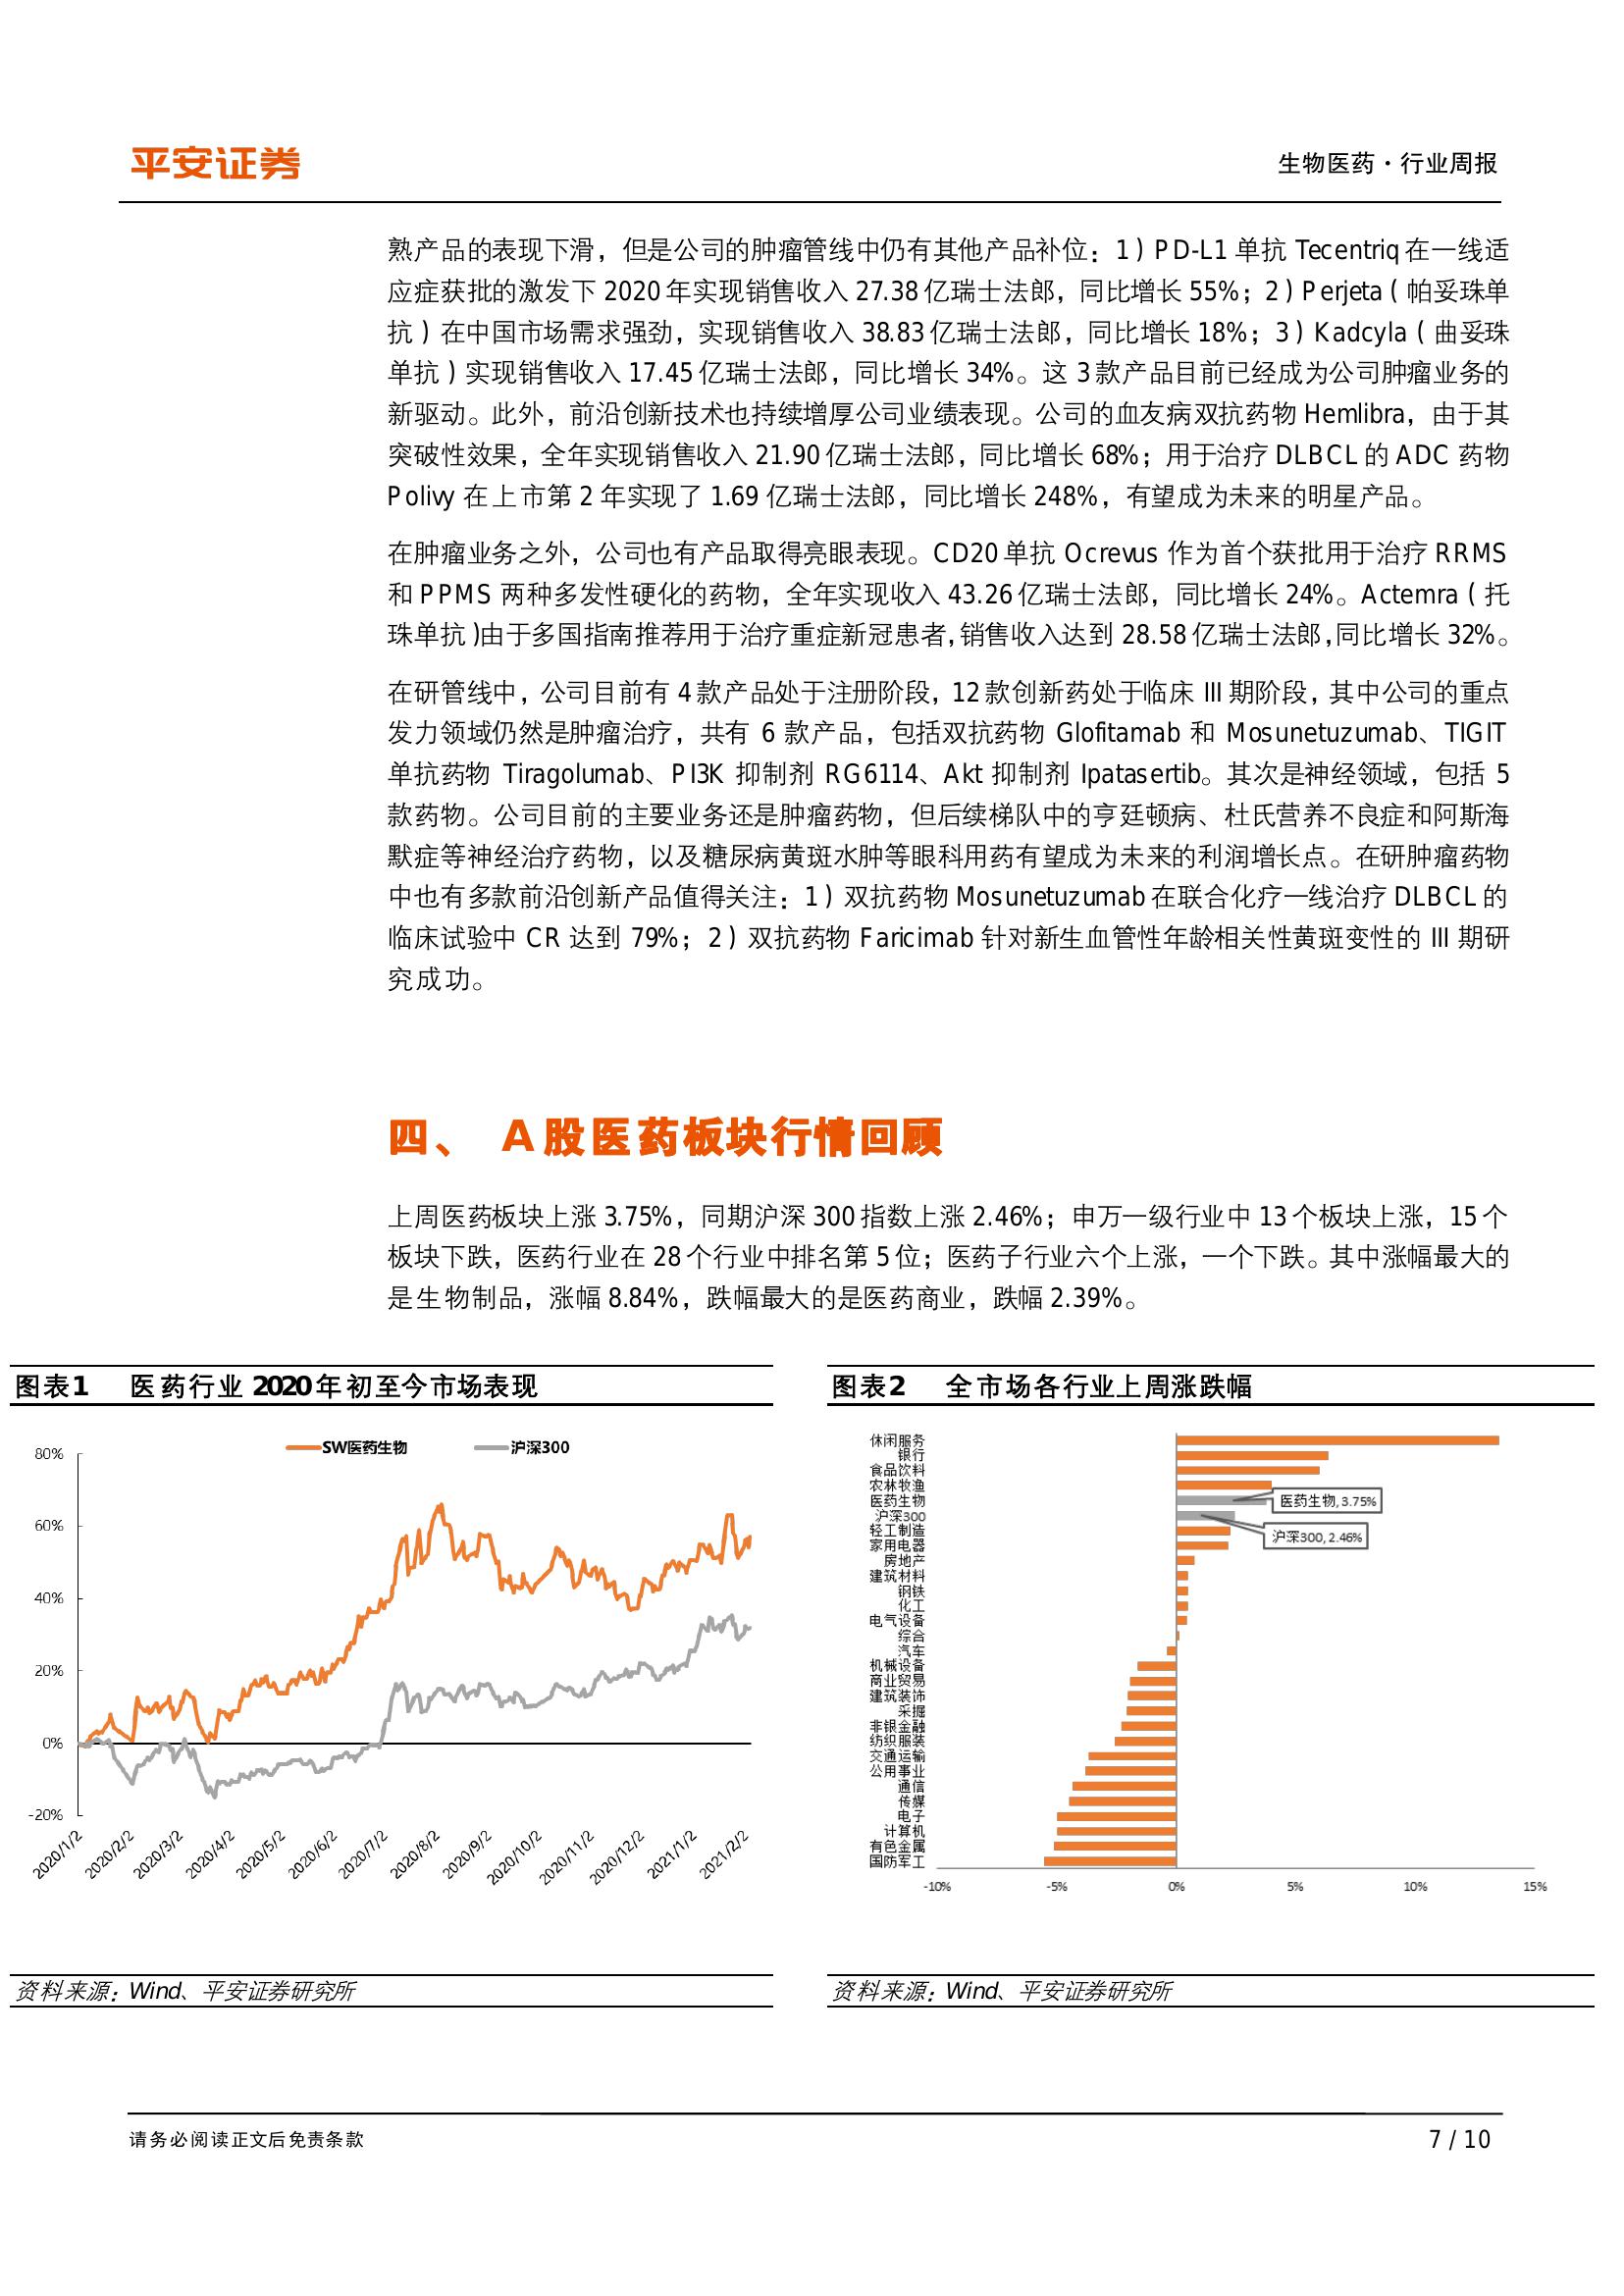 平安证券
生物医药·行业周报
熟产品的表现下滑，但是公司的肿瘤管线中仍有其他产品补位：1）PD-L1 单抗 Tecentriq 在一线适
应症获批的激发下 2020 年实现销售收入 27.38 亿瑞士法郎，同比增长 55%；2）Perjeta（帕妥珠单
抗）在中国市场需求强劲，实现销售收入 38.83 亿瑞士法郎，同比增长 18%；3）Kadcyla（曲妥珠
单抗）实现销售收入 17.45 亿瑞士法郎，同比增长 34%。这 3 款产品目前已经成为公司肿瘤业务的
新驱动。此外，前沿创新技术也持续增厚公司业绩表现。公司的血友病双抗药物 Hemlibra，由于其
突破性效果，全年实现销售收入 21.90 亿瑞士法郎，同比增长 68%；用于治疗 DLBCL 的 ADC 药物
Polivy 在上市第 2 年实现了 1.69 亿瑞士法郎，同比增长 248%，有望成为未来的明星产品。
在肿瘤业务之外，公司也有产品取得亮眼表现。CD20 单抗 Ocrevus 作为首个获批用于治疗 RRMS
和 PPMS 两种多发性硬化的药物，全年实现收入 43.26 亿瑞士法郎，同比增长 24%。Actemra（托
珠单抗）由于多国指南推荐用于治疗重症新冠患者，销售收入达到 28.58 亿瑞士法郎，同比增长 32%。
在研管线中，公司目前有 4 款产品处于注册阶段，12 款创新药处于临床 III 期阶段，其中公司的重点
发力领域仍然是肿瘤治疗，共有 6 款产品，包括双抗药物 Glofitamab 和 Mosunetuzumab、TIGIT
单抗药物 Tiragolumab、PI3K 抑制剂 RG6114、Akt 抑制剂 Ipatasertib。其次是神经领域，包括 5
款药物。公司目前的主要业务还是肿瘤药物，但后续梯队中的亨廷顿病、杜氏营养不良症和阿斯海
默症等神经治疗药物，以及糖尿病黄斑水肿等眼科用药有望成为未来的利润增长点。在研肿瘤药物
中也有多款前沿创新产品值得关注：1）双抗药物 Mosunetuzumab 在联合化疗一线治疗 DLBCL 的
临床试验中 CR 达到 79%；2）双抗药物 Faricimab 针对新生血管性年龄相关性黄斑变性的 III 期研
究成功。
四、 A 股医药板块行情回顾
上周医药板块上涨 3.75%，同期沪深 300 指数上涨 2.46%；申万一级行业中 13 个板块上涨，15 个
板块下跌，医药行业在 28 个行业中排名第 5 位；医药子行业六个上涨，一个下跌。其中涨幅最大的
是生物制品，涨幅 8.84%，跌幅最大的是医药商业，跌幅 2.39%。
图表1 医药行业 2020 年初至今市场表现
SW医药生物 沪深300
80%
60%
40%
20%
0%
-20%
2020/1/2 2020/2/2 2020/3/2 2020/4/2 2020/5/2 2020/6/2 2020/7/2 2020/8/2 2020/9/2 2020/10/2 2020/11/2 2020/12/2 2021/1/2 2021/2/2
资料来源：Wind、平安证券研究所
图表2 全市场各行业上周涨跌幅
休闲服务
银行
食品饮料
农林牧渔
医药生物
医药生物, 3.75%
沪深300
轻工制造
沪深300, 2.46%
家用电器
房地产
建筑材料
钢铁
化工
电气设备
综合
汽车
机械设备
商业贸易
建筑装饰
采掘
非银金融
纺织服装
交通运输
公用事业
通信
传媒
电子
计算机
有色金属
国防军工
-10% -5% 0% 5% 10% 15%
资料来源：Wind、平安证券研究所
请务必阅读正文后免责条款
7 / 10